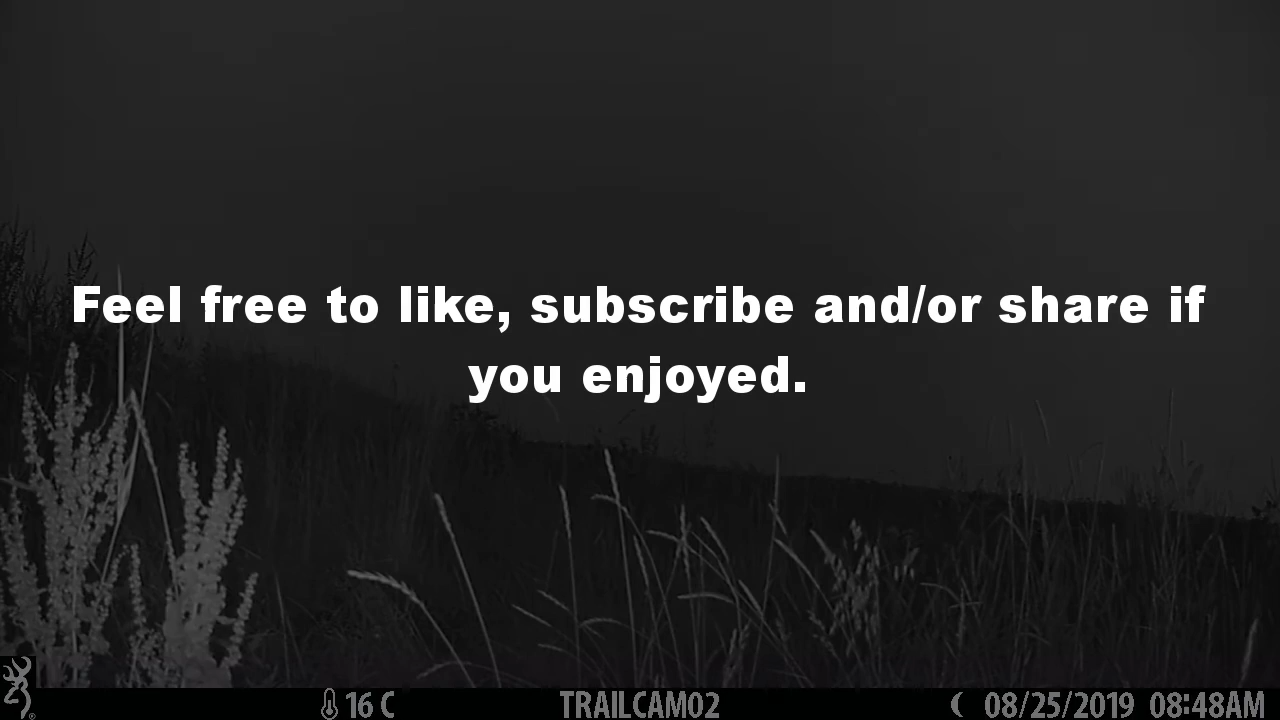 Feel free to like, subscribe and/or share if
you enjoyed.
16 C TRAILCAM02 08/25/2019 08:48AM